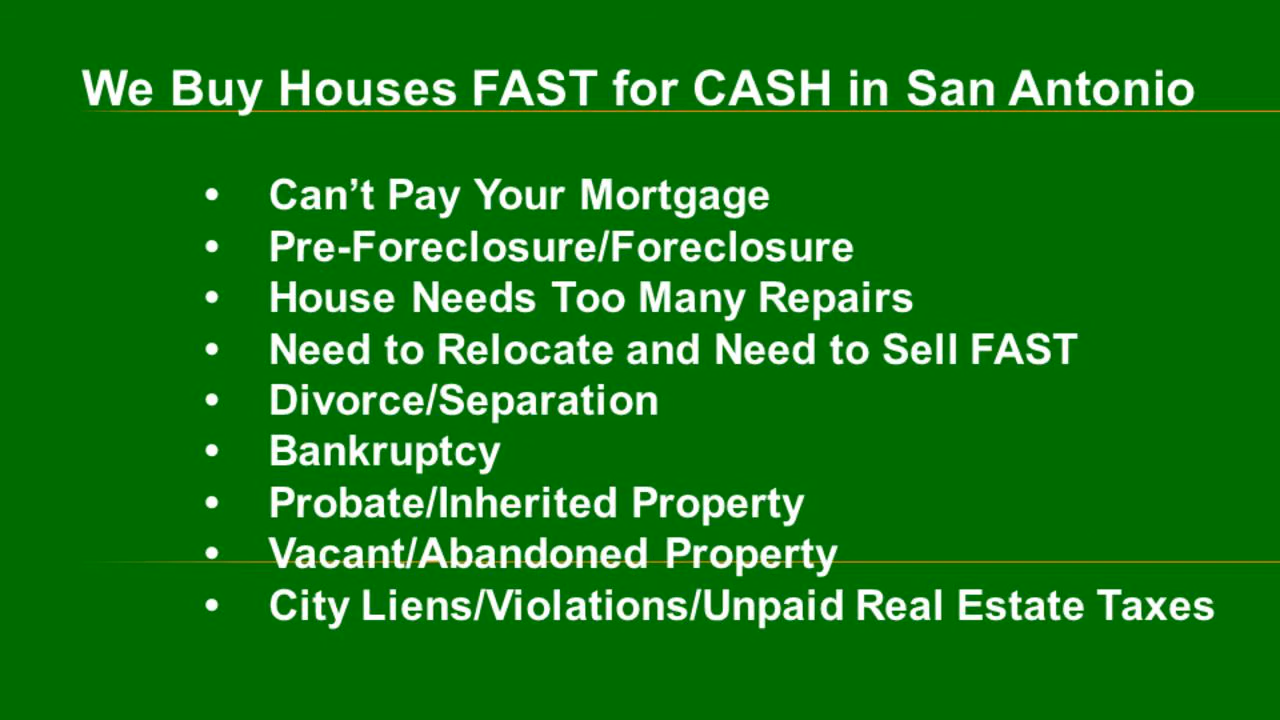 We Buy Houses FAST for CASH in San Antonio
• Can’t Pay Your Mortgage
• Pre-Foreclosure/Foreclosure
• House Needs Too Many Repairs
• Need to Relocate and Need to Sell FAST
• Divorce/Separation
• Bankruptcy
• Probate/Inherited Property
• Vacant/Abandoned Property
• City Liens/Violations/Unpaid Real Estate Taxes